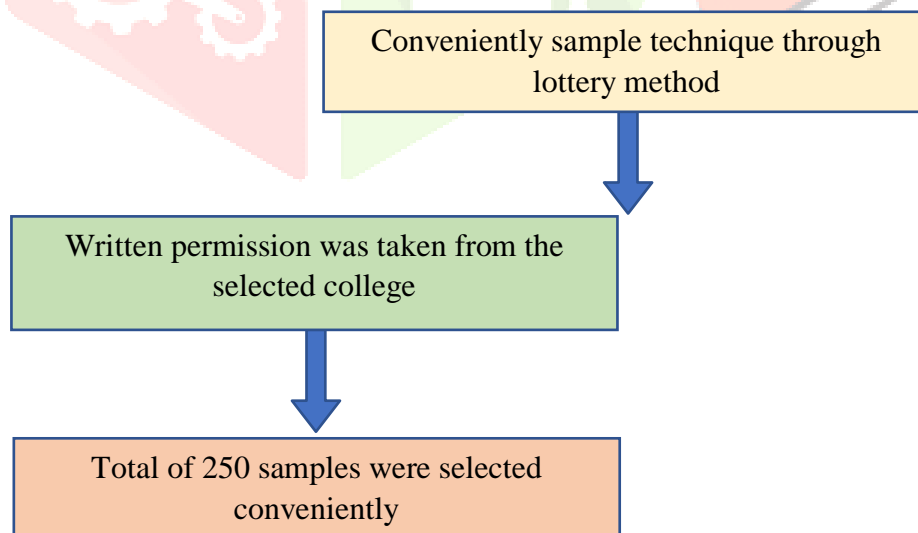 Conveniently sample technique through
lottery method
Written permission was taken from the
selected college
Total of 250 samples were selected
conveniently